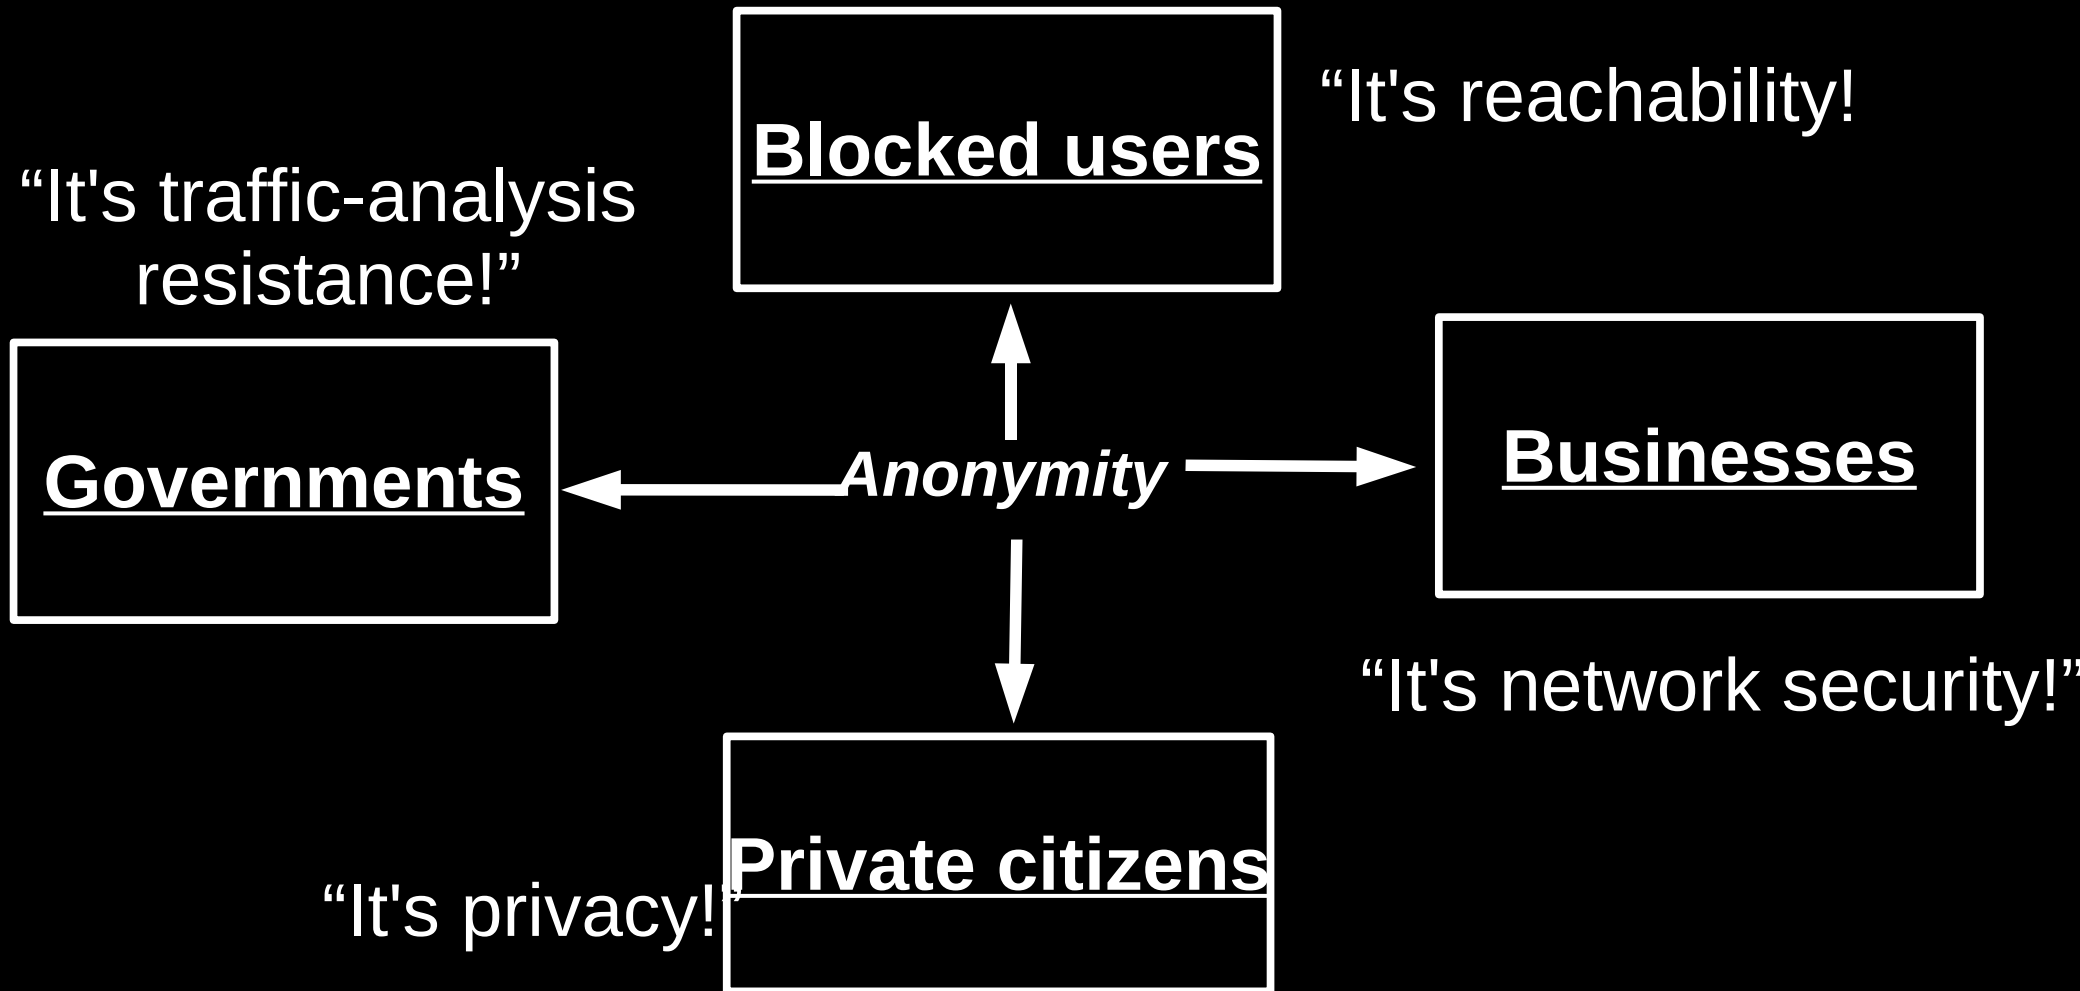 “It's reachability!
Blocked users
“It's traffic-analysis
resistance!”
Governments
Anonymity
Businesses
“It's network security!”
Private citizens
“It's privacy!”